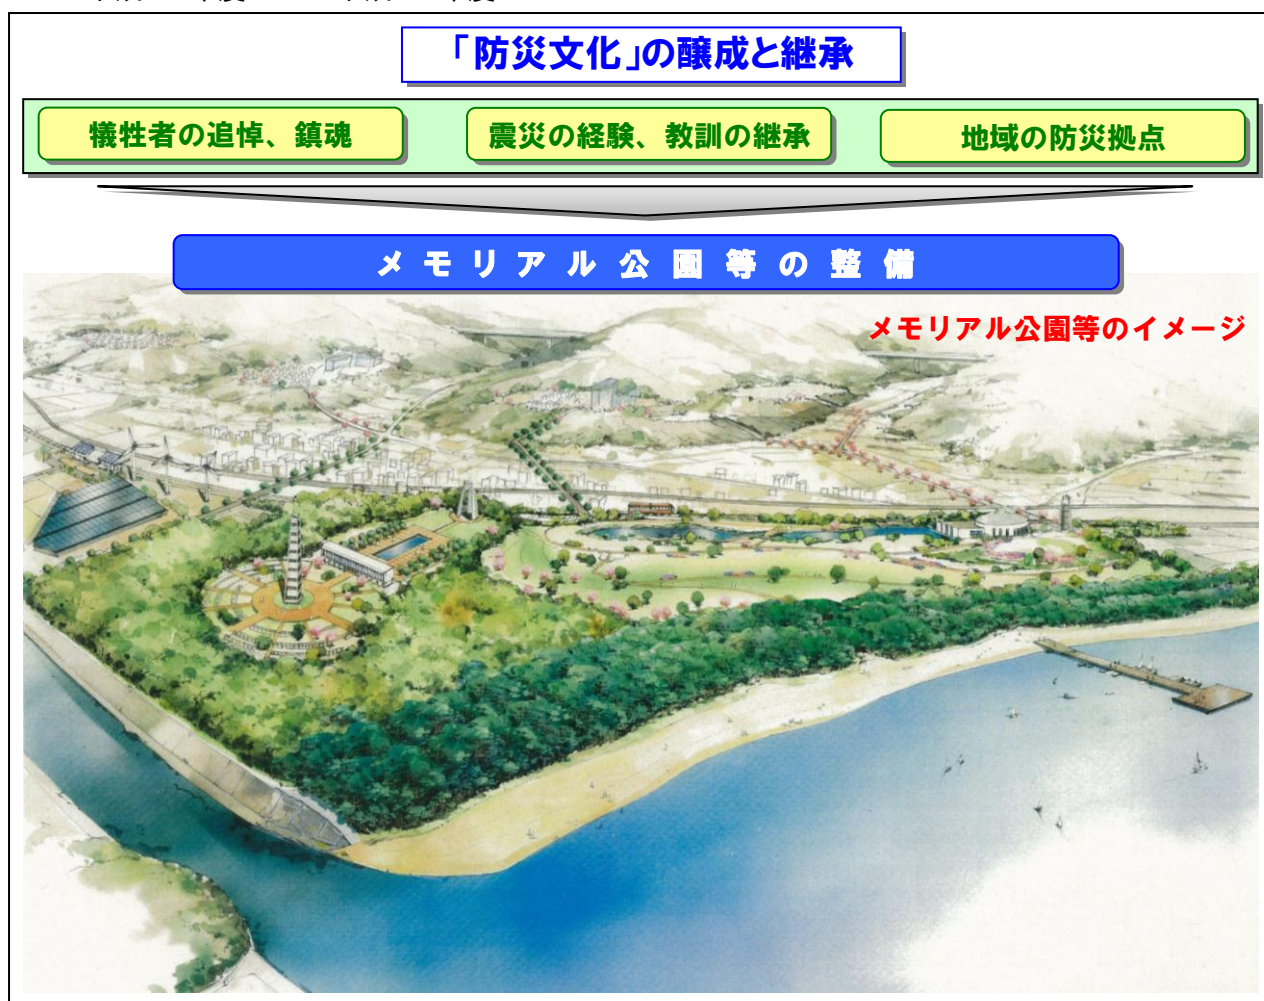 「防災文化」の醸成と継承
犠牲者の追悼、鎮魂
震災の経験、教訓の継承
地域の防災拠点
メモリアル公園等の整備
メモリアル公園等のイメージ